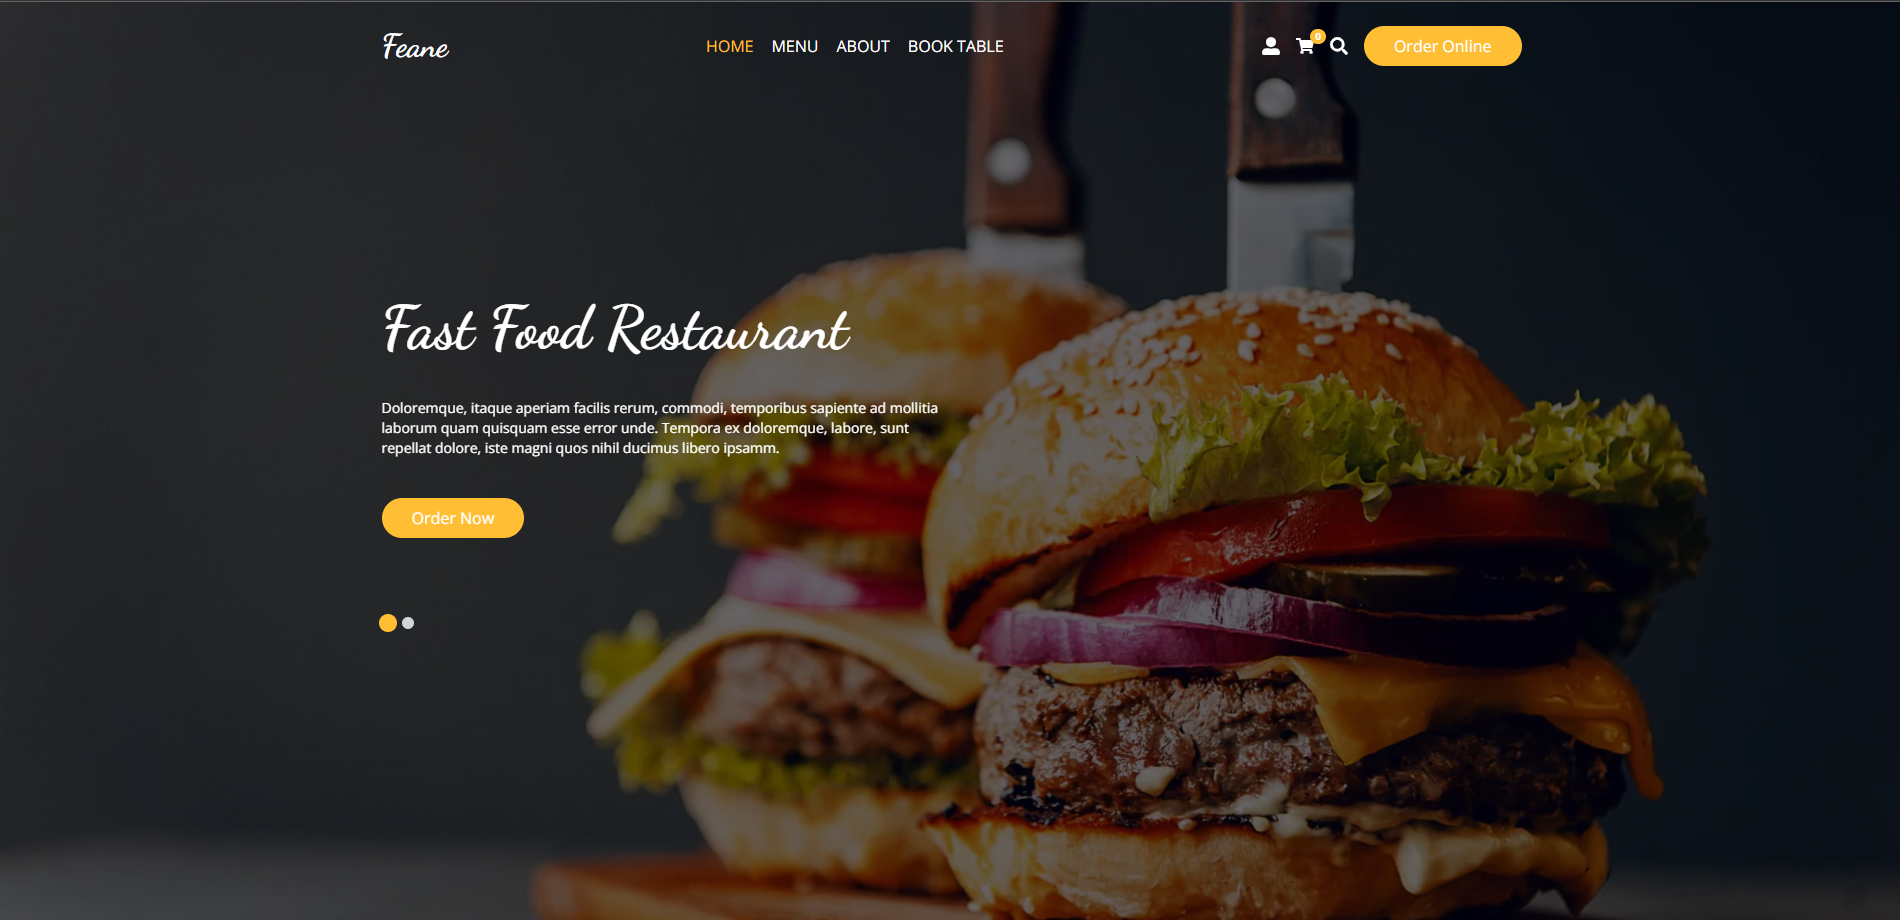 Feane
HOME MENU ABOUT BOOK TABLE
0
Order Online
Fast Food Restaurant
Doloremque, itaque aperiam facilis rerum, commodi, temporibus sapiente ad mollitia
laborum quam quisquam esse error unde. Tempora ex doloremque, labore, sunt
repellat dolore, iste magni quos nihil ducimus libero ipsamm.
Order Now